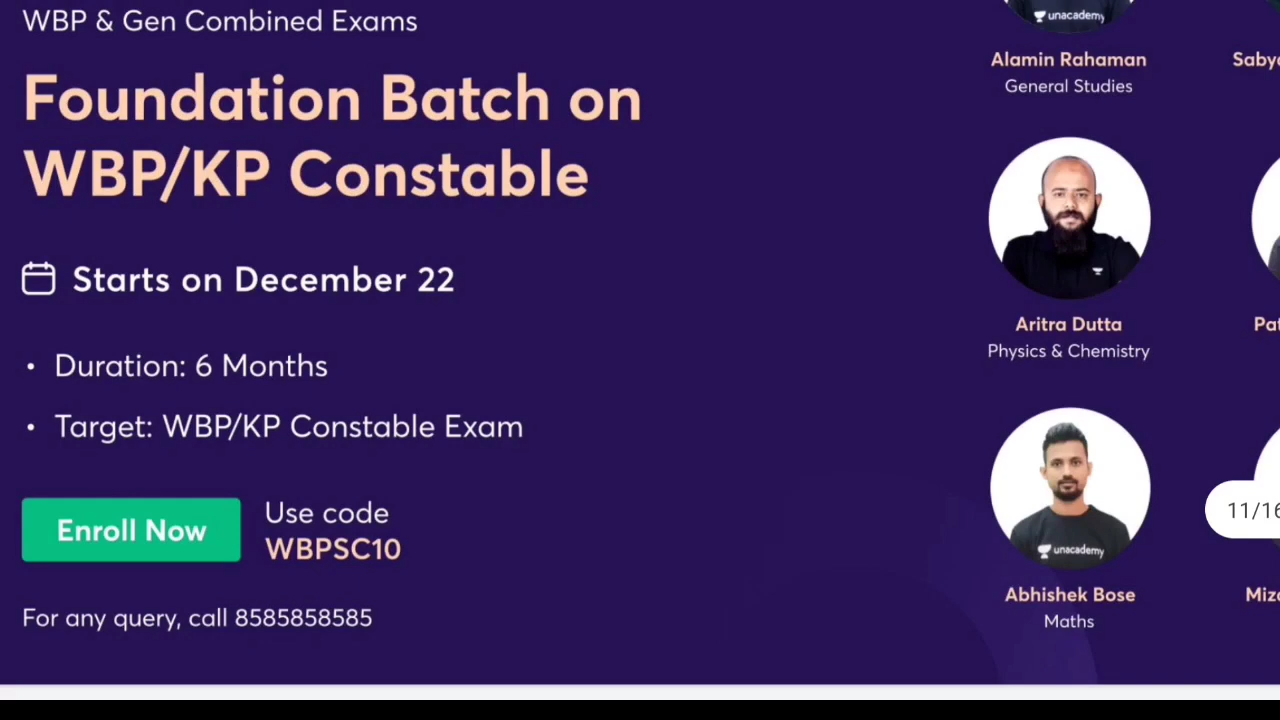 WBP & Gen Combined Exams
Foundation Batch on
WBP/KP Constable
Starts on December 22
• Duration: 6 Months
• Target: WBP/KP Constable Exam
Enroll Now
Use code
WBPSC10
For any query, call 8585858585
unacademy
Alamin Rahaman
General Studies
Aritra Dutta
Physics & Chemistry
unacademy
Abhishek Bose
Maths
11/16